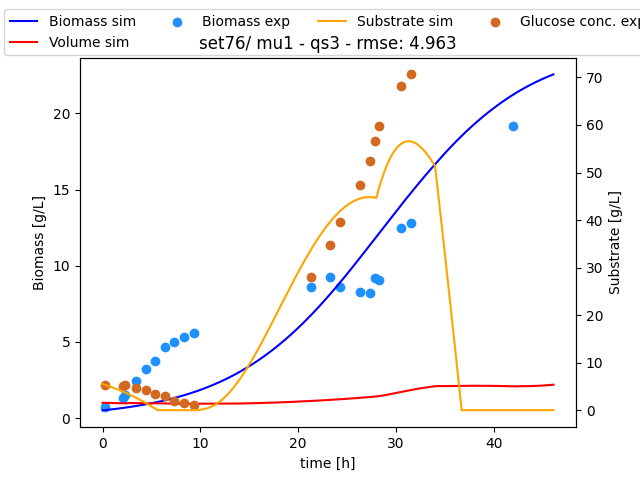 Biomass sim Biomass exp Substrate sim Glucose conc. exp
Volume sim
set76/ mu1 - qs3 - rmse: 4.963
20
15
10
5
0
Biomass [g/L]
70
60
50
40
30
20
10
0
Substrate [g/L]
0 10 20 30 40
time [h]